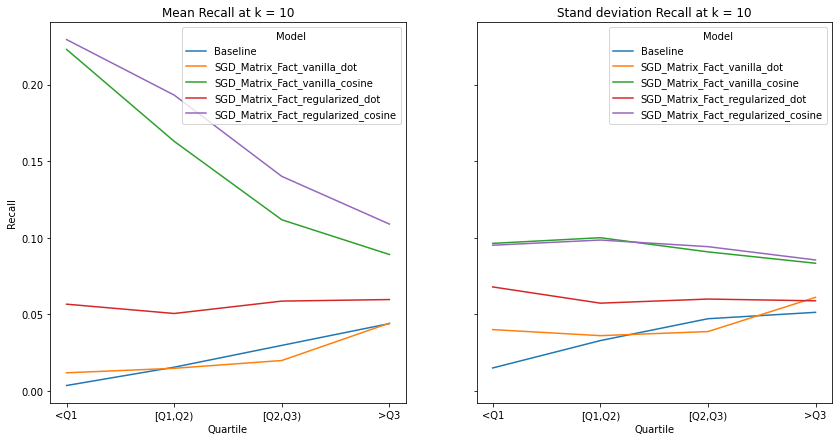 Mean Recall at k = 10
Model
Baseline
SGD_Matrix_Fact_vanilla_dot
SGD_Matrix_Fact_vanilla_cosine
SGD_Matrix_Fact_regularized_dot
SGD_Matrix_Fact_regularized_cosine
0.20
0.15
0.10
0.05
0.00
Recall
<Q1
[Q1,Q2)
[Q2,Q3)
>Q3
Quartile
Stand deviation Recall at k = 10
Model
Baseline
SGD_Matrix_Fact_vanilla_dot
SGD_Matrix_Fact_vanilla_cosine
SGD_Matrix_Fact_regularized_dot
SGD_Matrix_Fact_regularized_cosine
<Q1
[Q1,Q2)
[Q2,Q3)
>Q3
Quartile